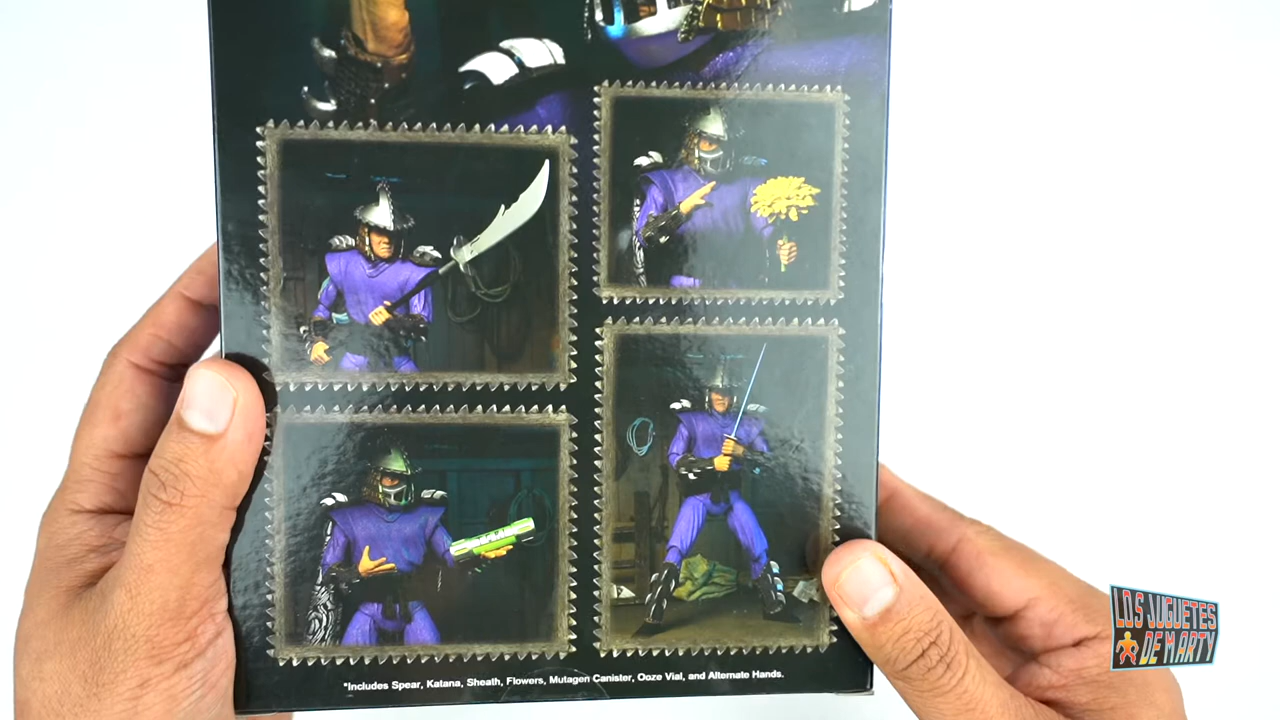 *Includes Spear, Katana, Sheath, Flowers, Mutagen Canister, Ooze Vial, and Alternate Hands.
LOS JUGUETES
DE MARTY